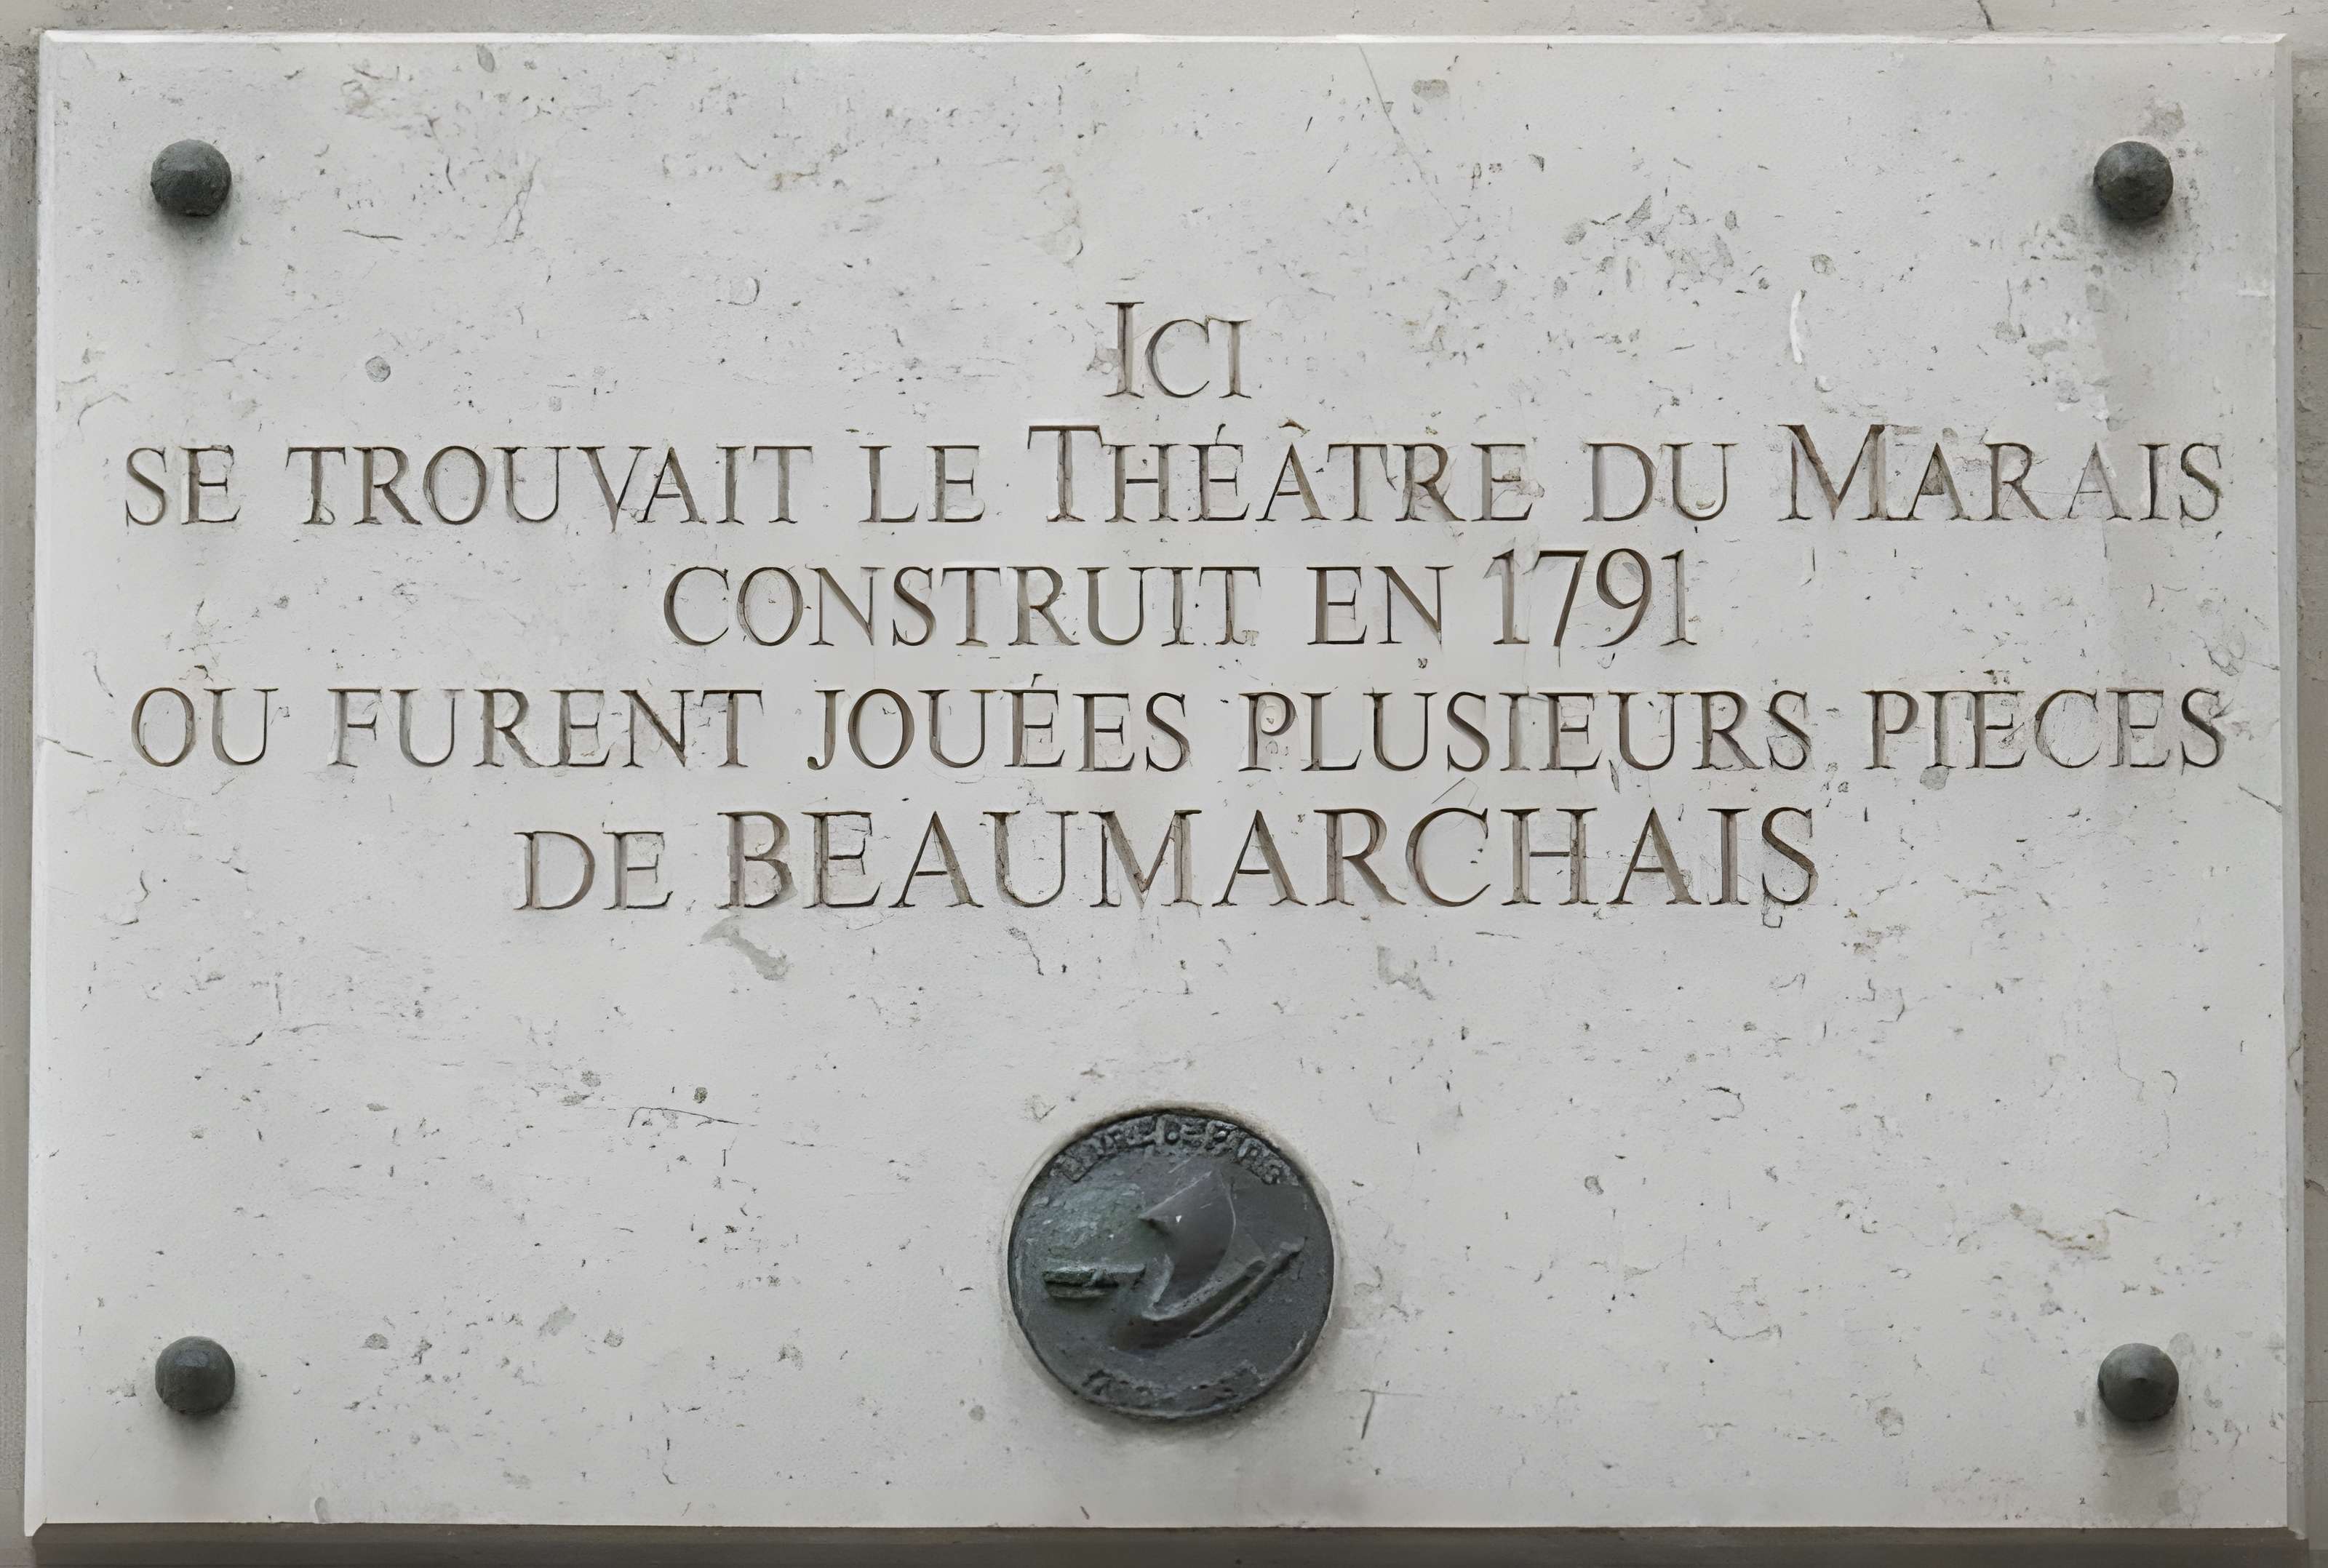 ICI
SE TROUVAIT LE THÉÂTRE DU MARAIS
CONSTRUIT EN 1791
OÙ FURENT JOUÉES PLUSIEURS PIÈCES
DE BEAUMARCHAIS